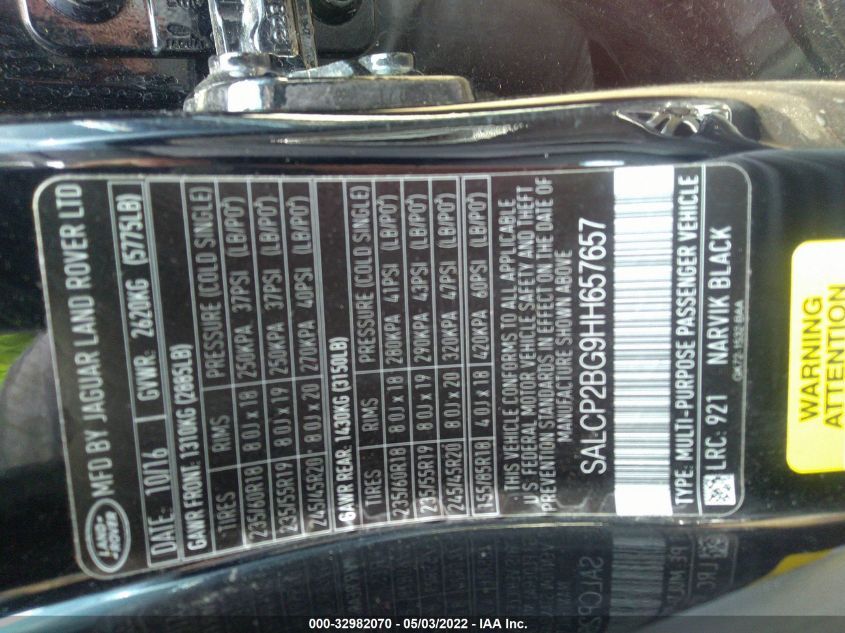 LAND ROVER
MFD BY JAGUAR LAND ROVER LTD
DATE: 10/16 GVWR: 2620KG (5775LB)
GAWR FRONT: 1310KG (2885LB)
TIRES RIMS PRESSURE (COLD SINGLE)
235/60R18 8.0J x 18 250KPA 37PSI (LB/PO²)
235/55R19 8.0J x 19 250KPA 37PSI (LB/PO²)
245/45R20 8.0J x 20 270KPA 40PSI (LB/PO²)
GAWR REAR: 1430KG (3150LB)
TIRES RIMS PRESSURE (COLD SINGLE)
235/60R18 8.0J x 18 280KPA 41PSI (LB/PO²)
235/55R19 8.0J x 19 290KPA 43PSI (LB/PO²)
245/45R20 8.0J x 20 320KPA 47PSI (LB/PO²)
155/85R18 4.0J x 18 420KPA 60PSI (LB/PO²)
THIS VEHICLE CONFORMS TO ALL APPLICABLE
U S FEDERAL MOTOR VEHICLE SAFETY AND THEFT
PREVENTION STANDARDS IN EFFECT ON THE DATE OF
MANUFACTURE SHOWN ABOVE
SALCP2BG9HH657657
TYPE: MULTI-PURPOSE PASSENGER VEHICLE
LRC: 921 NARVIK BLACK
WARNING
ATTENTION
000-32982070 - 05/03/2022 - IAA Inc.